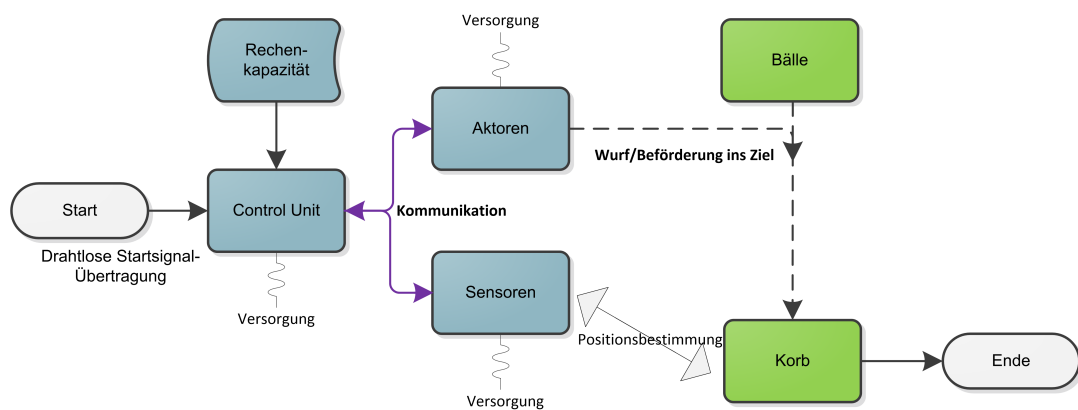 Versorgung
Rechen-
kapazität
Bälle
Aktoren
Wurf/Beförderung ins Ziel
Start
Control Unit
Kommunikation
Drahtlose Startsignal-
Übertragung
Sensoren
Versorgung
Positionsbestimmung
Korb
Ende
Versorgung